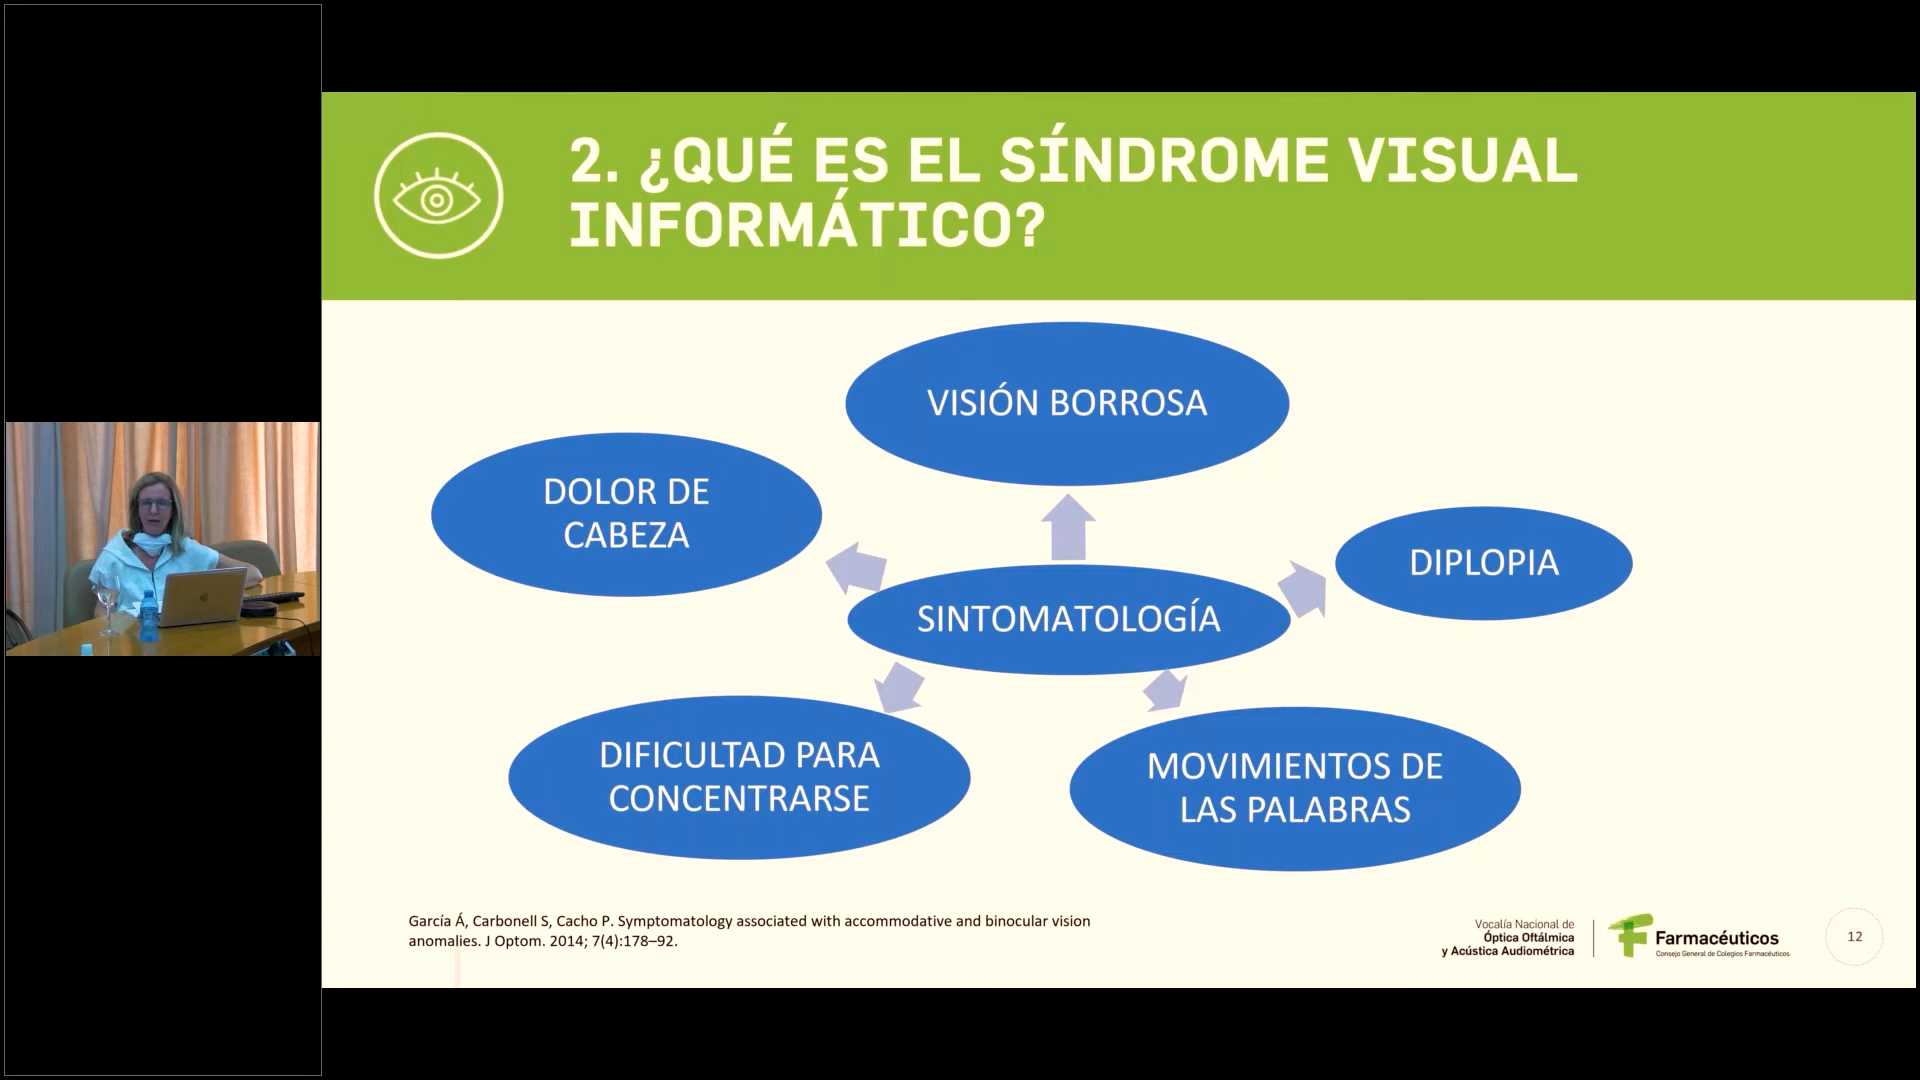 2. ¿QUÉ ES EL SÍNDROME VISUAL
INFORMÁTICO?
VISIÓN BORROSA
DOLOR DE
CABEZA
DIPLOPIA
SINTOMATOLOGÍA
DIFICULTAD PARA
CONCENTRARSE
MOVIMIENTOS DE
LAS PALABRAS
García Á, Carbonell S, Cacho P. Symptomatology associated with accommodative and binocular vision
anomalies. J Optom. 2014; 7(4):178–92.
Vocalía Nacional de
Óptica Oftálmica
y Acústica Audiométrica
Farmacéuticos
Consejo General de Colegios Farmacéuticos
12